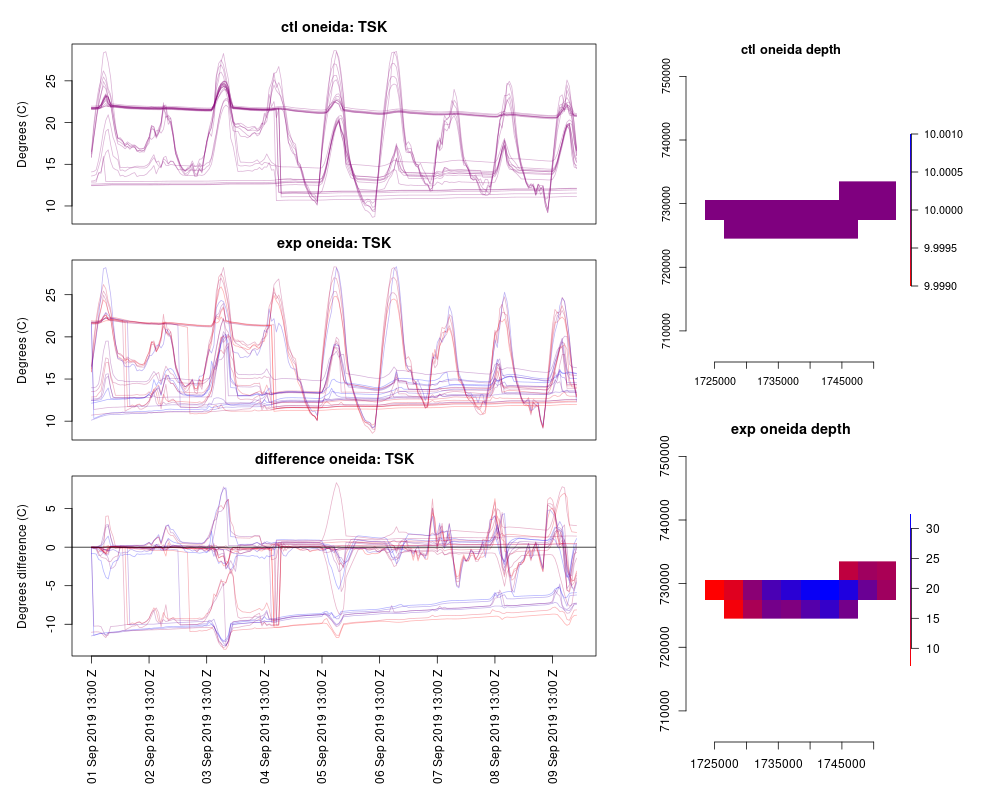 ctl oneida: TSK
Degrees (C)
25
20
15
10
exp oneida: TSK
Degrees (C)
25
20
15
10
difference oneida: TSK
Degrees difference (C)
5
0
-5
-10
01 Sep 2019 13:00 Z
02 Sep 2019 13:00 Z
03 Sep 2019 13:00 Z
04 Sep 2019 13:00 Z
05 Sep 2019 13:00 Z
06 Sep 2019 13:00 Z
07 Sep 2019 13:00 Z
08 Sep 2019 13:00 Z
09 Sep 2019 13:00 Z
ctl oneida depth
750000
740000
730000
720000
710000
1725000 1735000 1745000
10.0010
10.0005
10.0000
9.9995
9.9990
exp oneida depth
750000
740000
730000
720000
710000
1725000 1735000 1745000
30
25
20
15
10